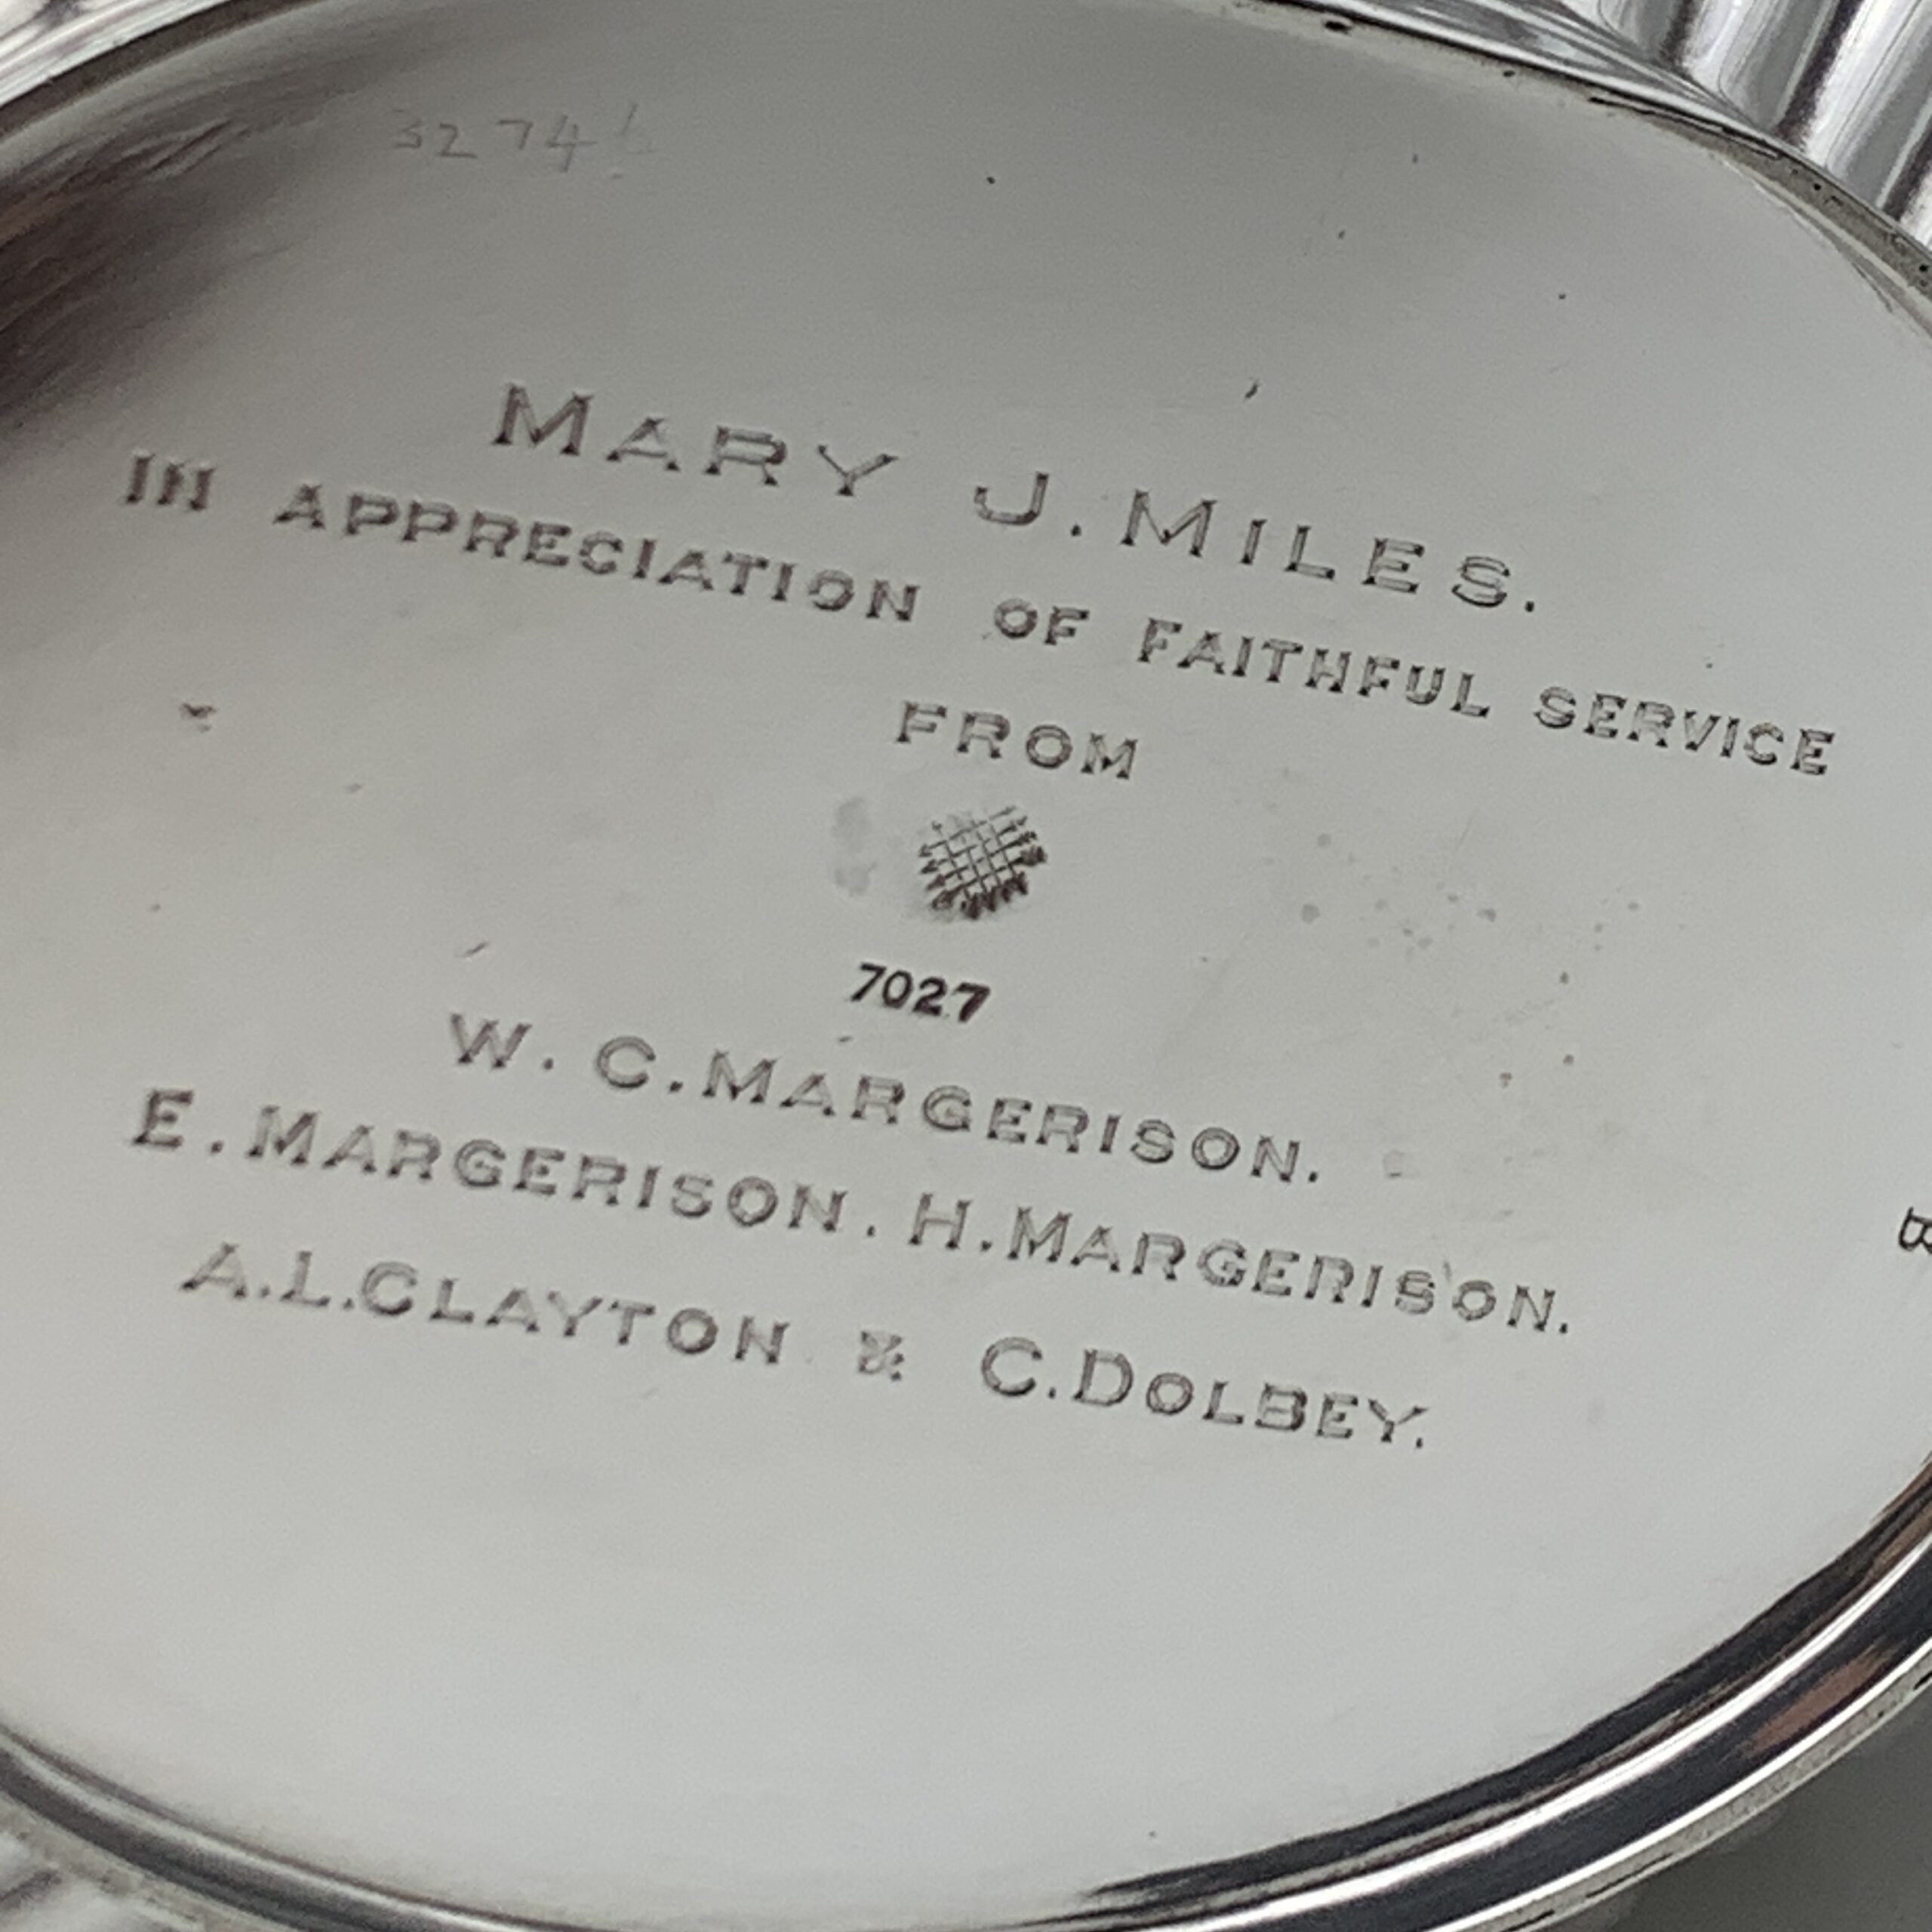 3274
MARY J. MILES.
IN APPRECIATION OF FAITHFUL SERVICE
FROM
7027
W. C. MARGERISON.
E. MARGERISON. H. MARGERISON.
A.L. CLAYTON & C. DOLBEY.
B